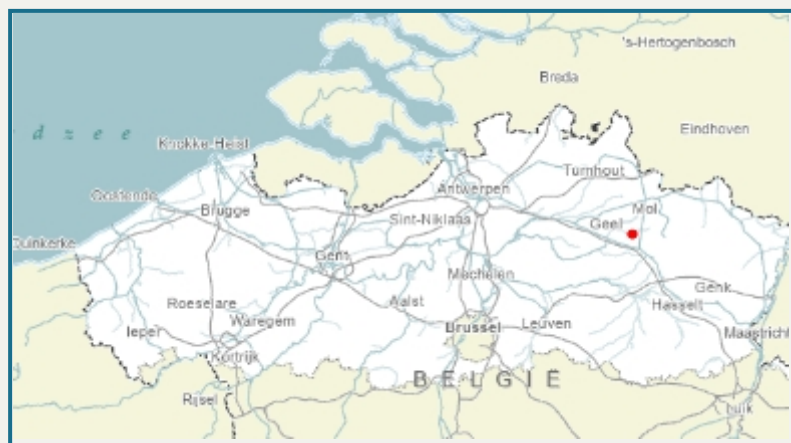 's-Hertogenbosch
Breda
Eindhoven
d z e e
Knokke-Heist
Turnhout
Oostende
Antwerpen
Mol
Brugge
Sint-Niklaas
Geel
Duinkerke
Gent
Mechelen
Genk
Roeselare
Aalst
Hasselt
Ieper
Waregem
Brussel
Leuven
Maastricht
Kortrijk
BELGIË
Rijsel
Luik